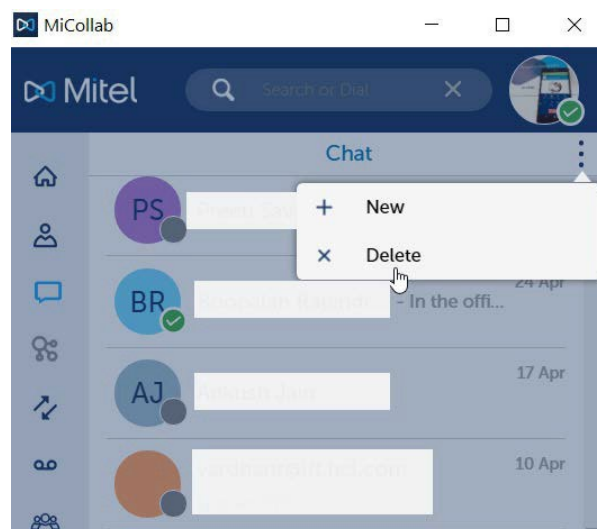 MiCollab
Mitel
Search or Dial
Chat
PS
New
Delete
24 Apr
BR
- In the offi...
17 Apr
AJ
10 Apr